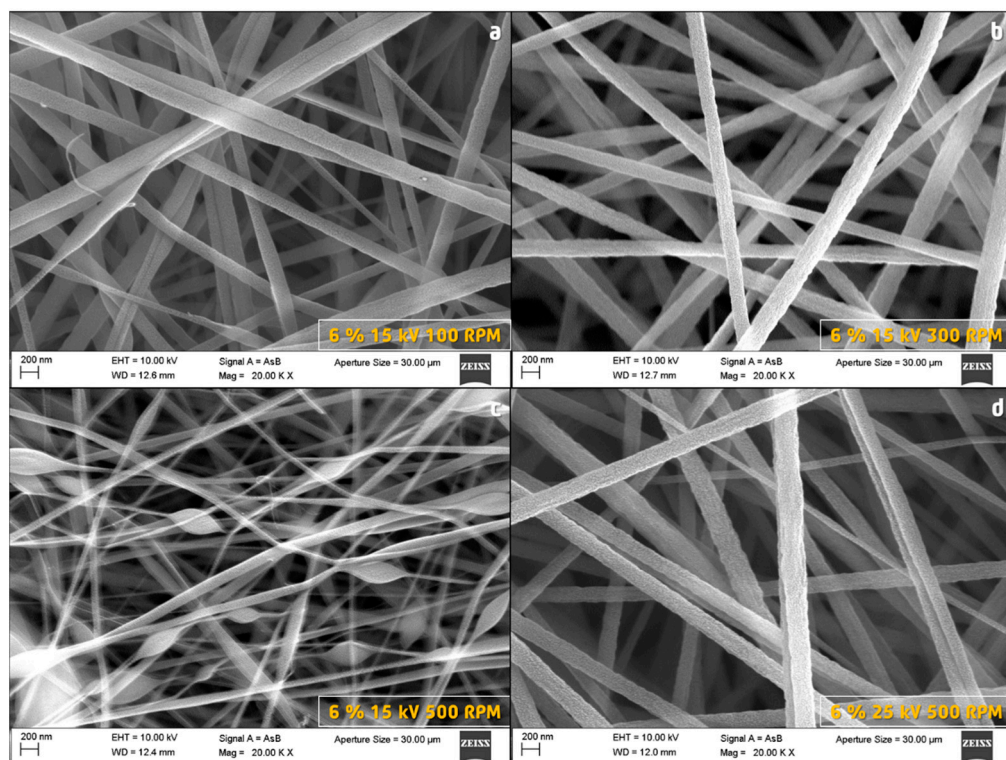 a
6 % 15 kV 100 RPM
200 nm EHT = 10.00 kV Signal A = AsB Aperture Size = 30.00 µm ZEISS
WD = 12.6 mm Mag = 20.00 K X
b
6 % 15 kV 300 RPM
200 nm EHT = 10.00 kV Signal A = AsB Aperture Size = 30.00 µm ZEISS
WD = 12.7 mm Mag = 20.00 K X
c
6 % 15 kV 500 RPM
200 nm EHT = 10.00 kV Signal A = AsB Aperture Size = 30.00 µm ZEISS
WD = 12.4 mm Mag = 20.00 K X
d
6 % 25 kV 500 RPM
200 nm EHT = 10.00 kV Signal A = AsB Aperture Size = 30.00 µm ZEISS
WD = 12.0 mm Mag = 20.00 K X